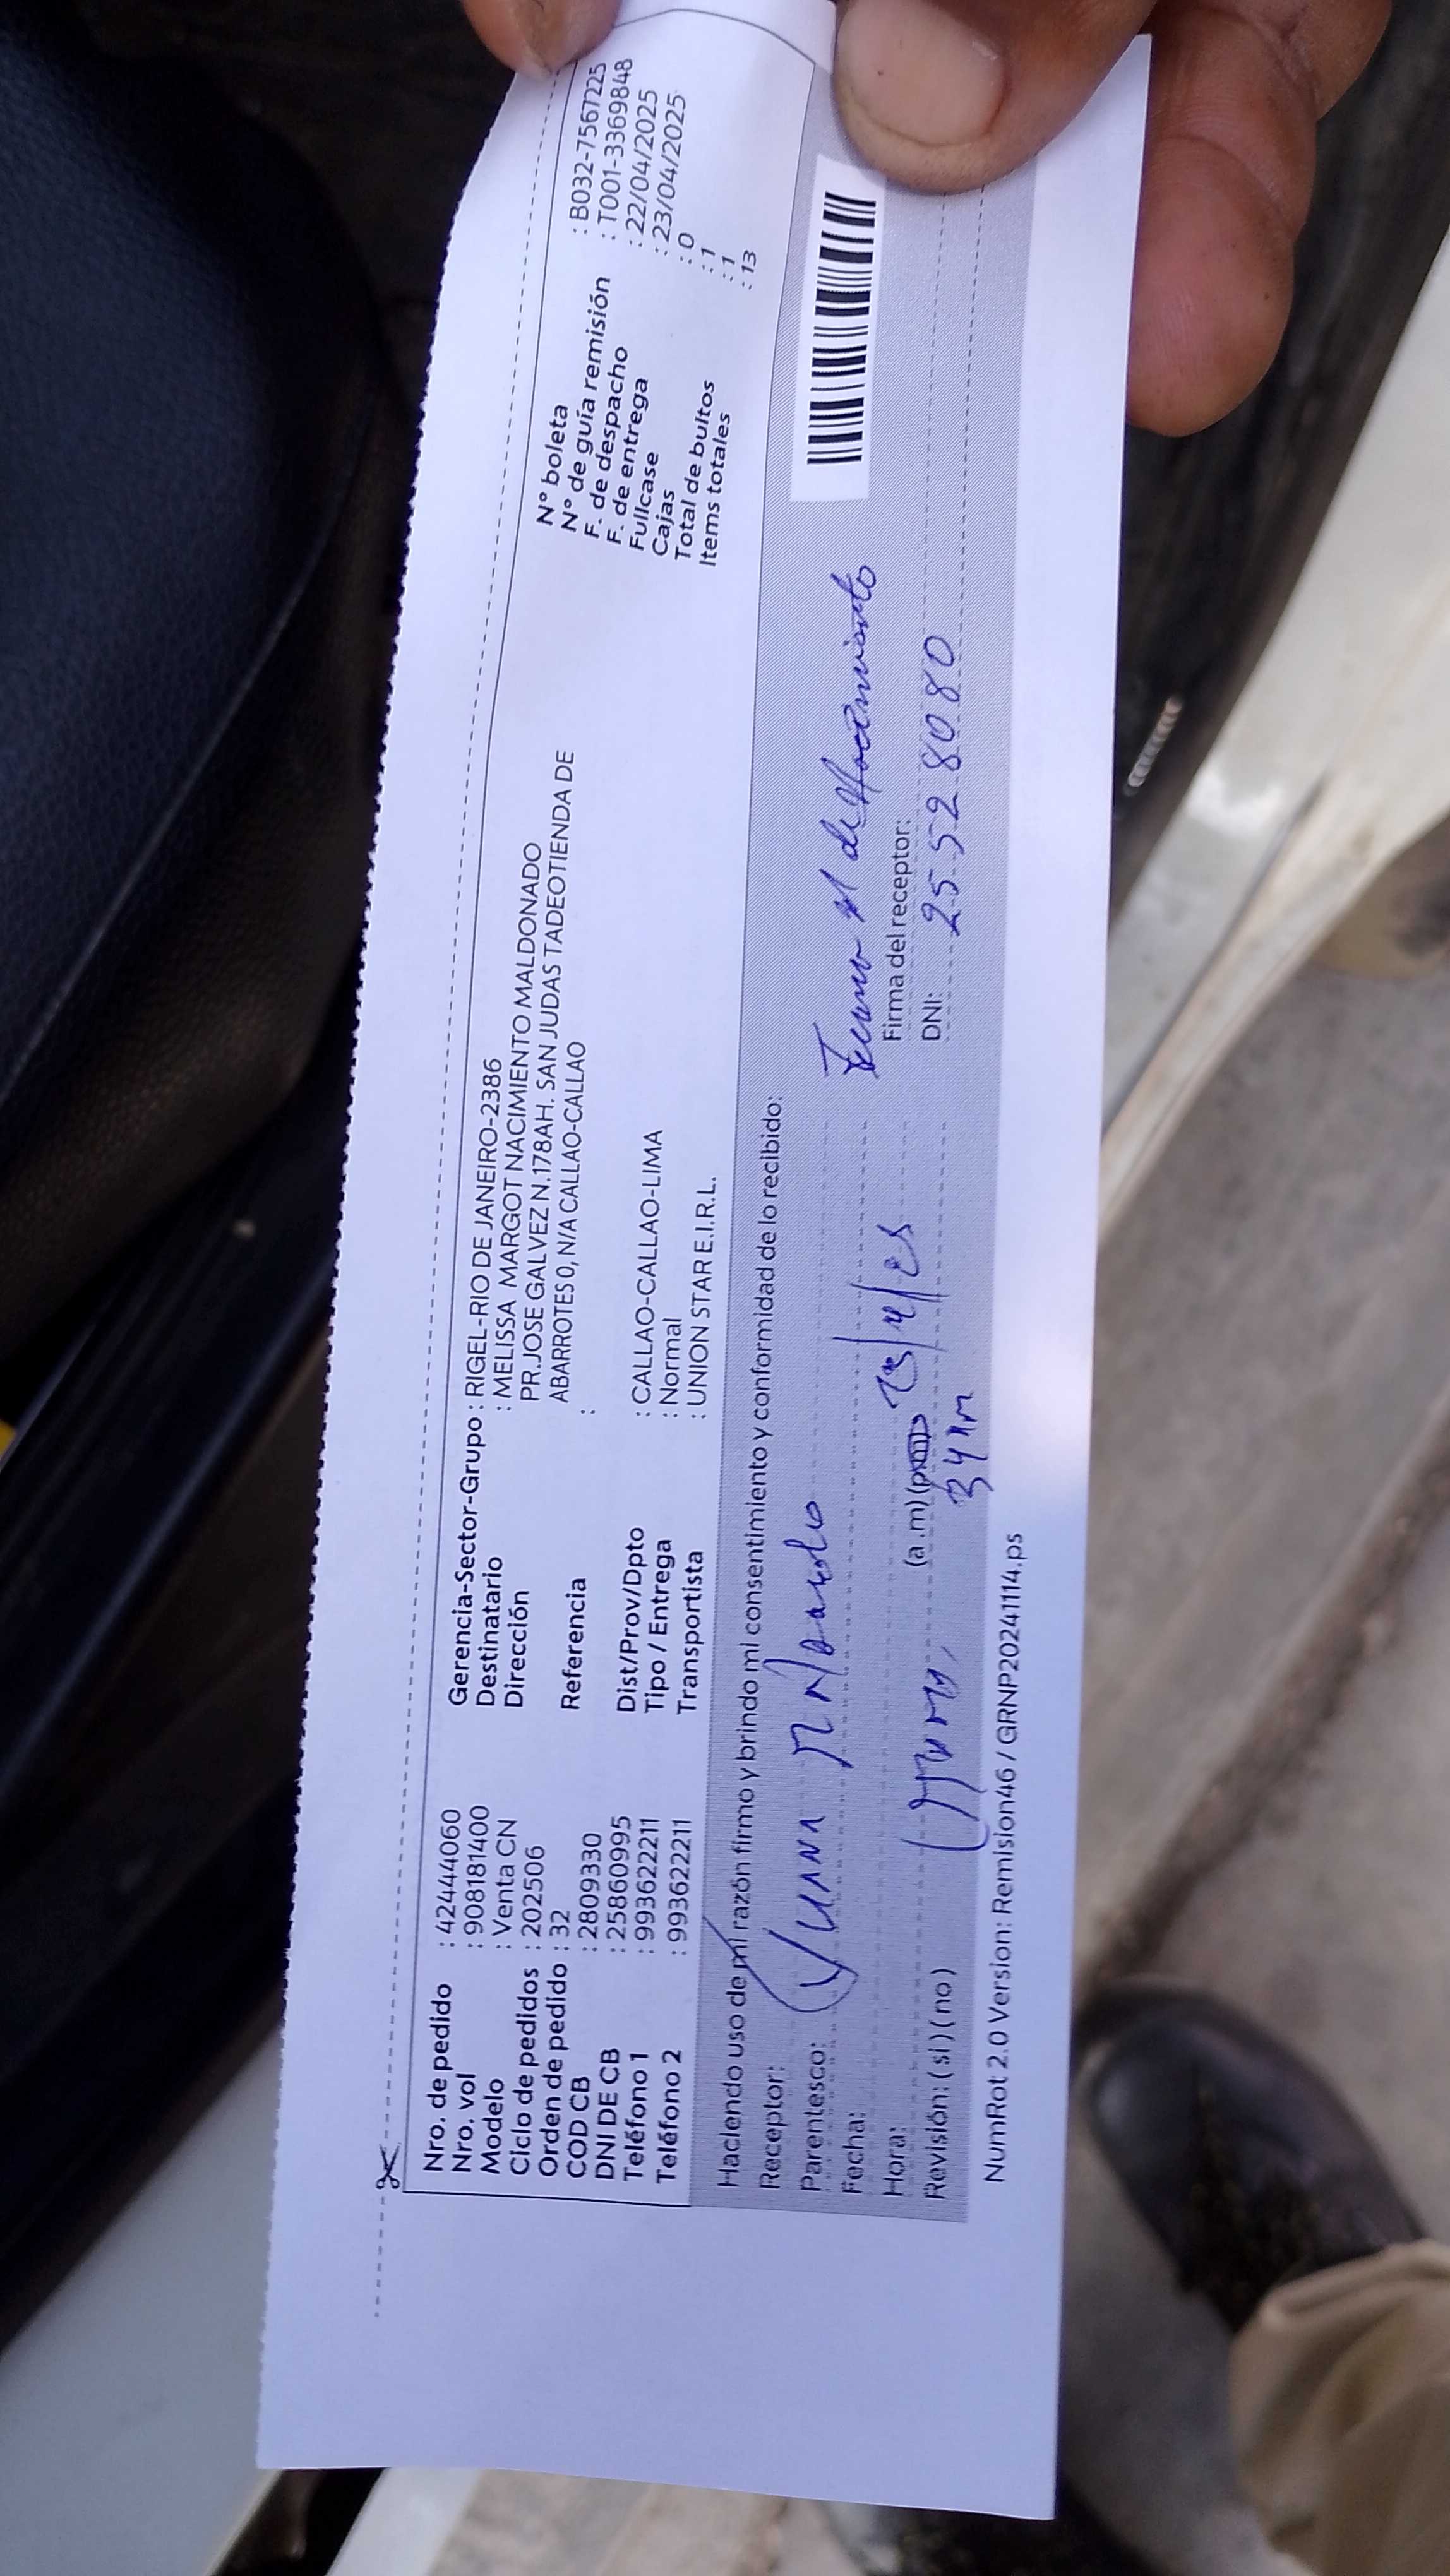 Nro. de pedido : 424444060
Nro. vol : 908181400
Modelo : Venta CN
Ciclo de pedidos : 202506
Orden de pedido : 32
COD CB : 2809330
DNI DE CB : 25860995
Teléfono 1 : 993622211
Teléfono 2 : 993622211
Gerencia-Sector-Grupo : RIGEL-RIO DE JANEIRO-2386
Destinatario : MELISSA MARGOT NACIMIENTO MALDONADO
Dirección PR.JOSE GALVEZ N.178AH. SAN JUDAS TADEOTIENDA DE
ABARROTES 0, N/A CALLAO-CALLAO
Referencia :
Dist/Prov/Dpto : CALLAO-CALLAO-LIMA
Tipo / Entrega : Normal
Transportista : UNION STAR E.I.R.L.
N° boleta : B032-7567225
N° de guía remisión : T001-3369848
F. de despacho : 22/04/2025
F. de entrega : 23/04/2025
Fullcase : 0
Cajas : 1
Total de bultos : 1
Items totales : 13
Haciendo uso de mi razón firmo y brindo mi consentimiento y conformidad de lo recibido:
Receptor:
Parentesco:
Fecha:
Hora: (a.m)(p.m)
Revisión: (si) (no)
Firma del receptor:
DNI: 25528080
NumRot 2.0 Version: Remision46 / GRNP20241114.ps